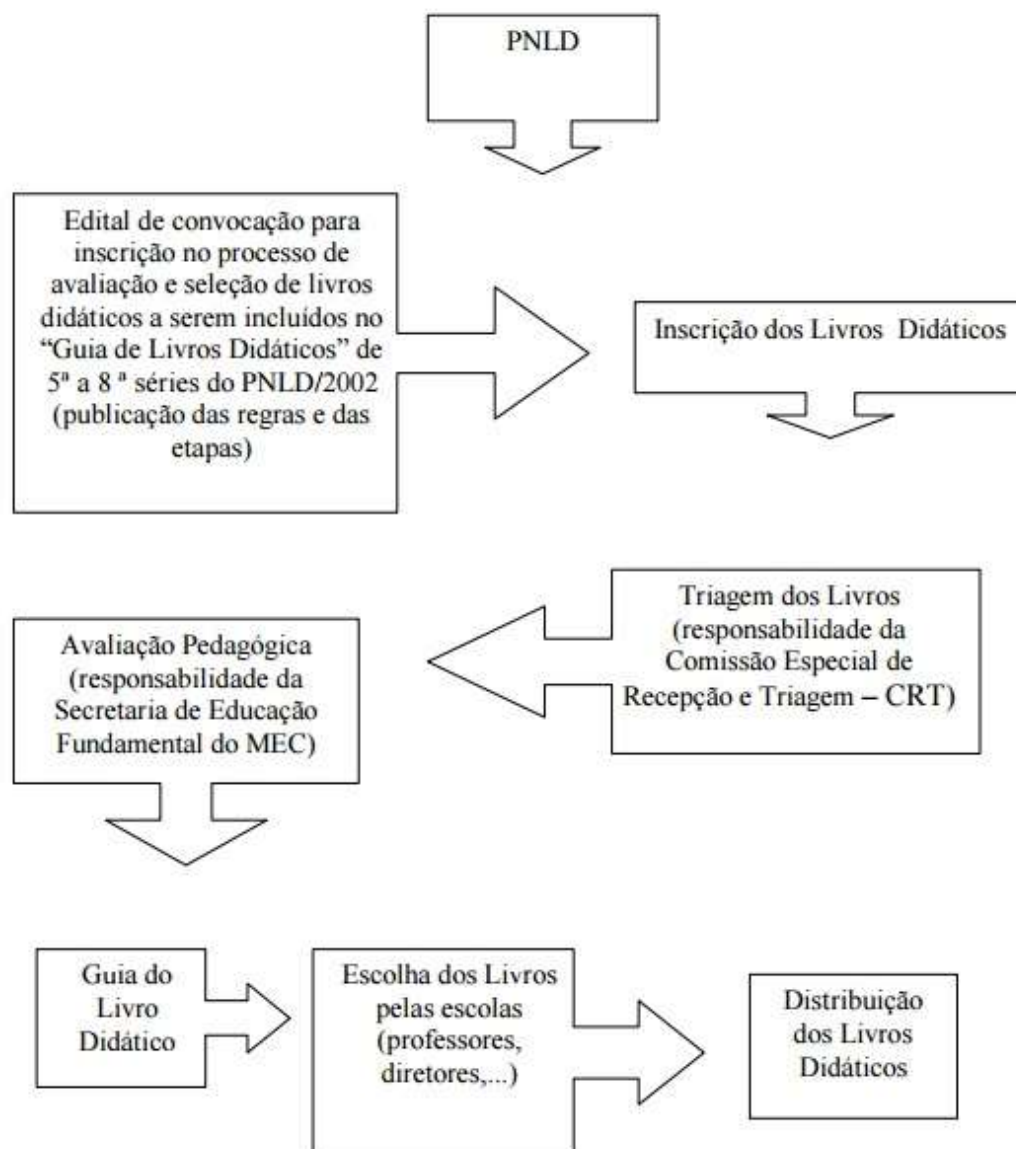 PNLD
Edital de convocação para
inscrição no processo de
avaliação e seleção de livros
didáticos a serem incluídos no
“Guia de Livros Didáticos” de
5ª a 8 ª séries do PNLD/2002
(publicação das regras e das
etapas)
Inscrição dos Livros Didáticos
Triagem dos Livros
(responsabilidade da
Comissão Especial de
Recepção e Triagem – CRT)
Avaliação Pedagógica
(responsabilidade da
Secretaria de Educação
Fundamental do MEC)
Guia do
Livro
Didático
Escolha dos Livros
pelas escolas
(professores,
diretores,...)
Distribuição
dos Livros
Didáticos